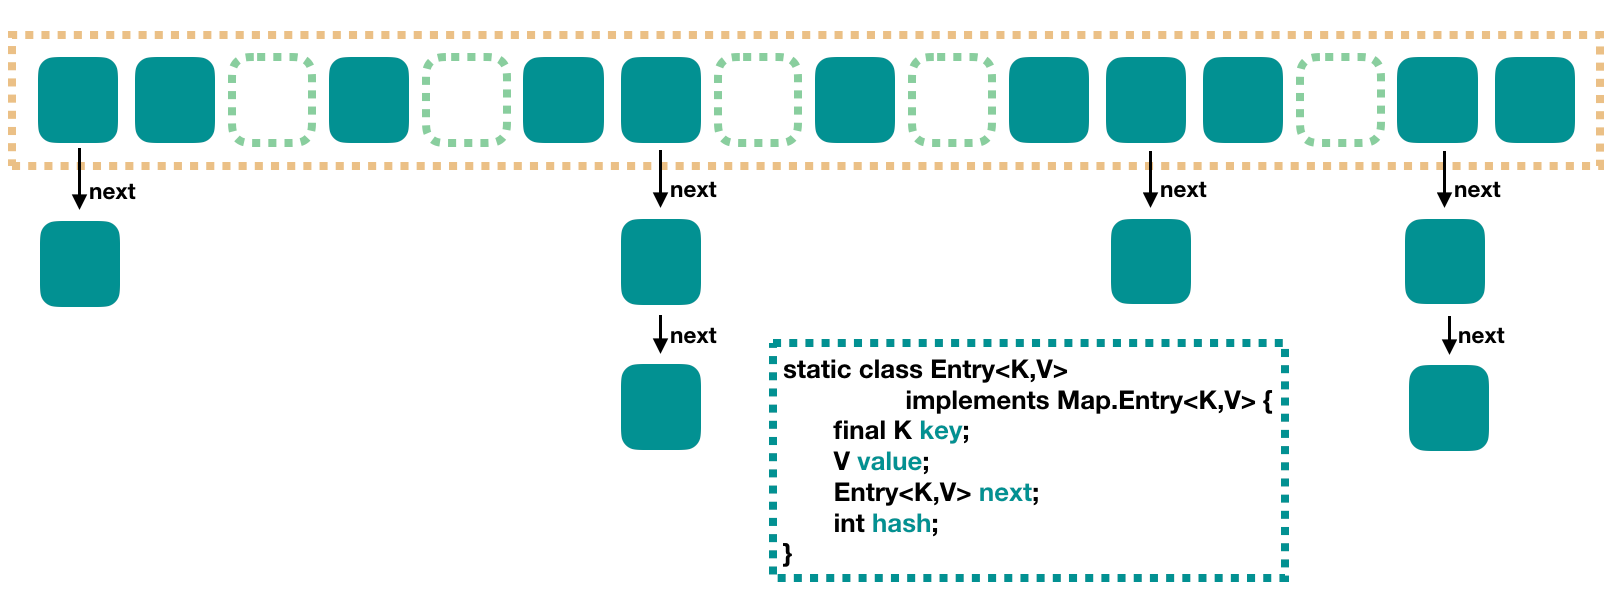 next
next
next
next
next
next
static class Entry<K,V>
implements Map.Entry<K,V> {
final K key;
V value;
Entry<K,V> next;
int hash;
}